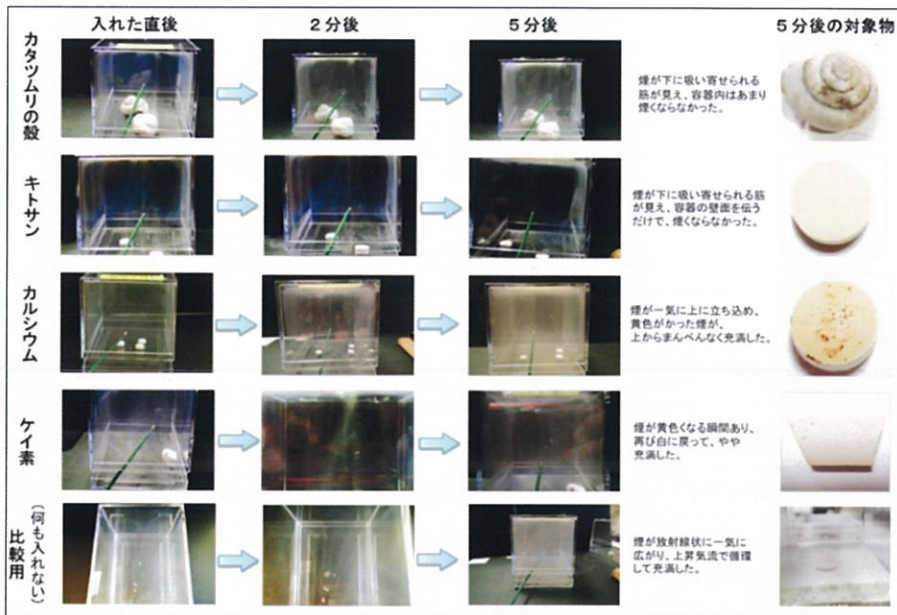 入れた直後 2分後 5分後 5分後の対象物
カタツムリの殻
煙が下に吸い寄せられる
筋が見え、容器内はあまり
煙くならなかった。
キトサン
煙が下に吸い寄せられる筋
が見え、容器の壁面を伝う
だけで、煙くならなかった。
カルシウム
煙が一気に上に立ち込め、
黄色がかった煙が、
上からまんべんなく充満した。
ケイ素
煙が黄色くなる瞬間あり、
再び白に戻って、やや
充満した。
比較用
(何も入れない)
煙が放射線状に一気に
広がり、上昇気流で循環
して充満した。